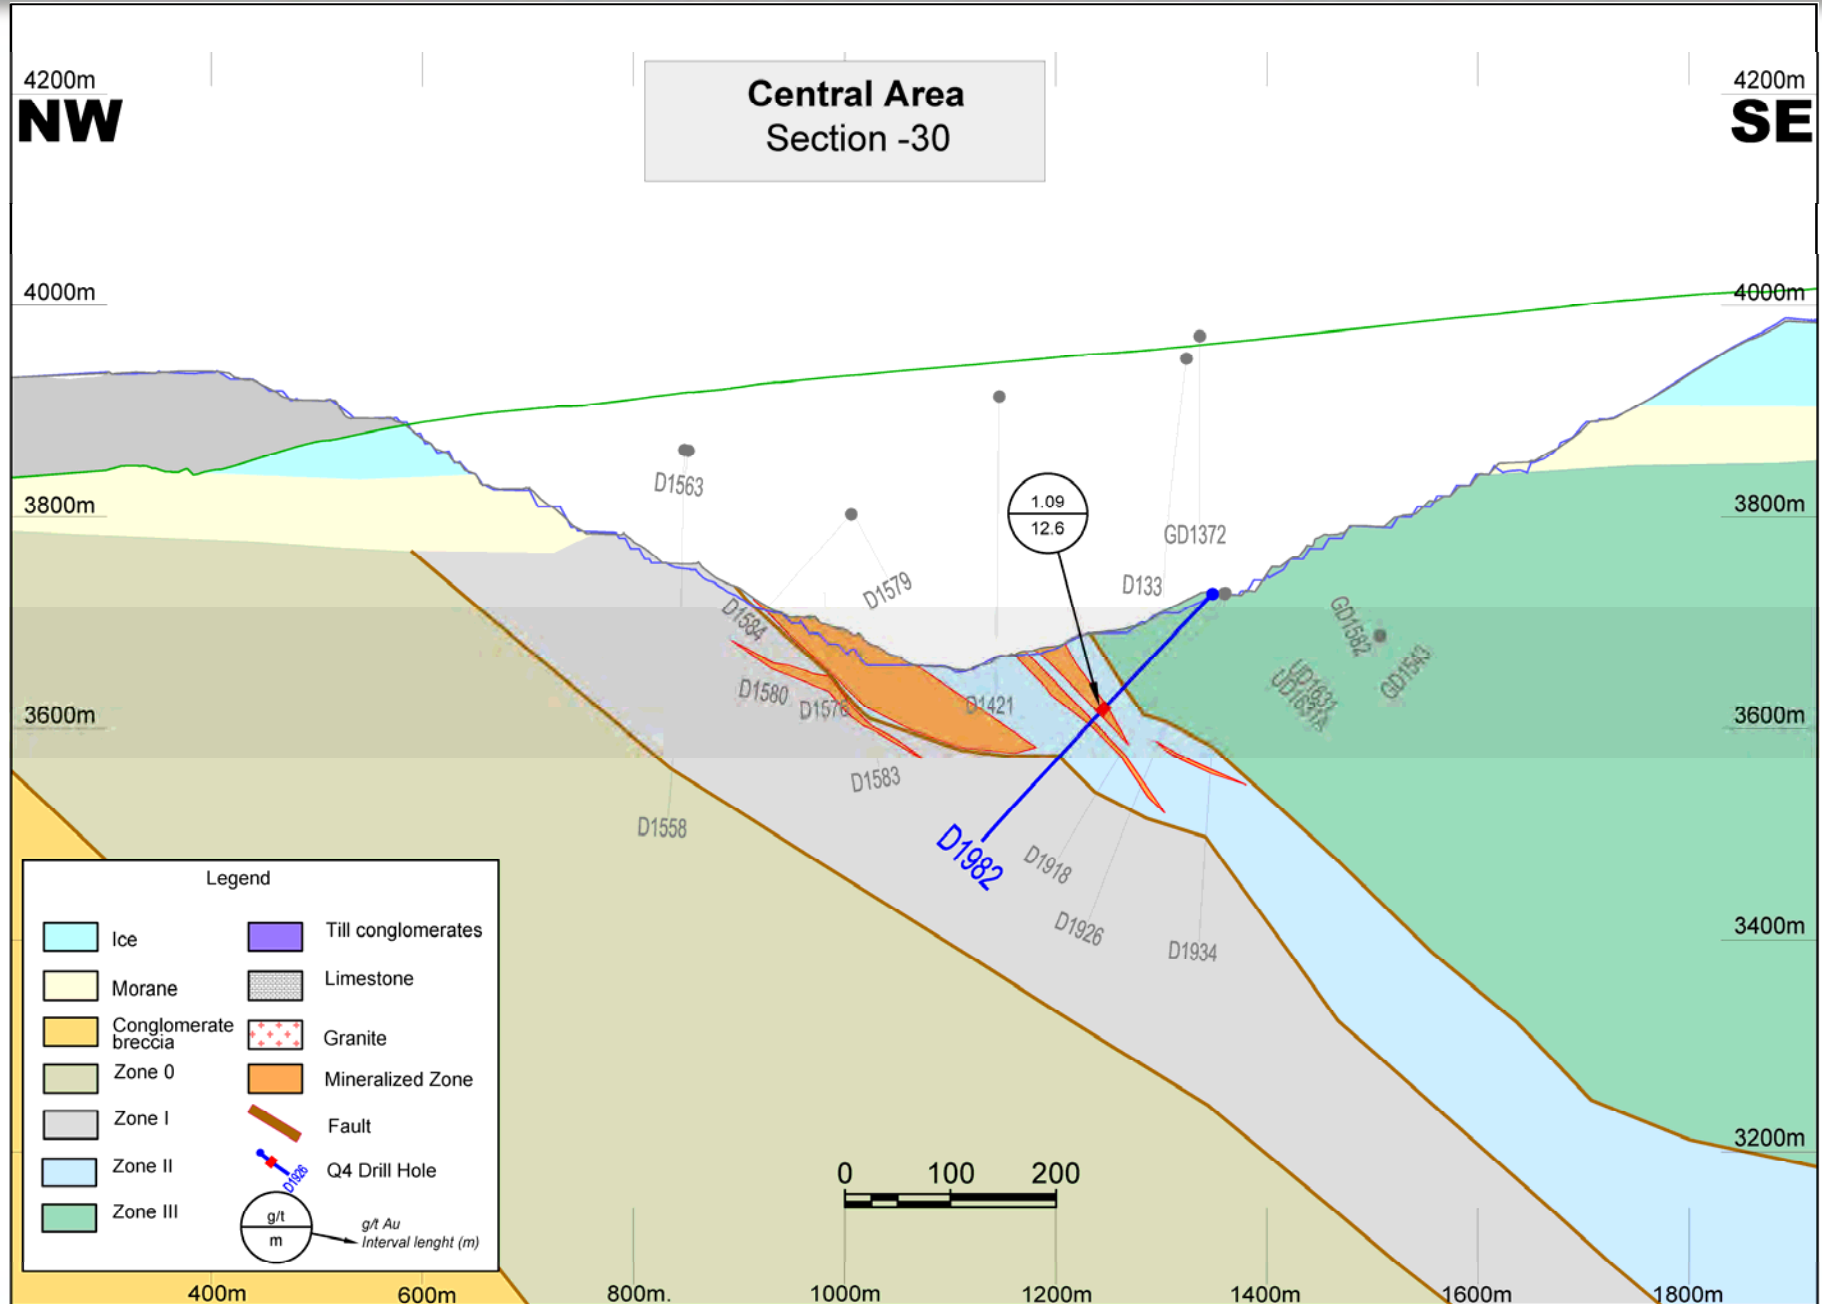 4200m
4200m
NW
Central Area
Section -30
SE
4000m
4000m
D1563
1.09
12.6
3800m
3800m
GD1372
D1579
D133
D1584
GD1582
GD1543
UD1631
UD1631A
D1580
D1576
D1421
3600m
3600m
D1583
D1558
D1982
D1918
D1926
D1934
3400m
3200m
Legend
Ice
Morane
Conglomerate
breccia
Zone 0
Zone I
Zone II
Zone III
Till conglomerates
Limestone
Granite
Mineralized Zone
Fault
D1926
Q4 Drill Hole
g/t
m
g/t Au
Interval lenght (m)
0 100 200
400m 600m 800m. 1000m 1200m 1400m 1600m 1800m